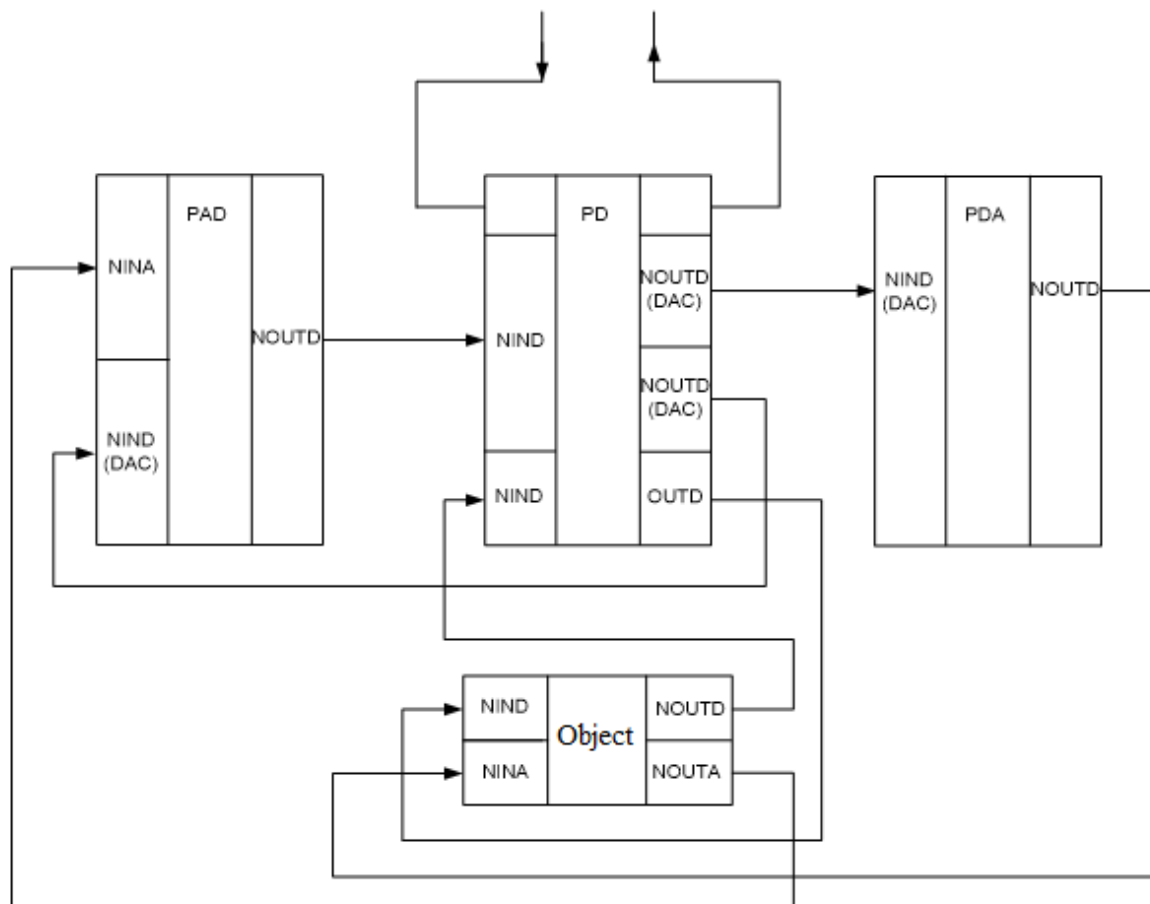 PAD
NINA
NOUTD
NIND
(DAC)
PD
NIND
NIND
NOUTD
(DAC)
NOUTD
(DAC)
OUTD
PDA
NIND
(DAC)
NOUTD
NIND
NINA
Object
NOUTD
NOUTA